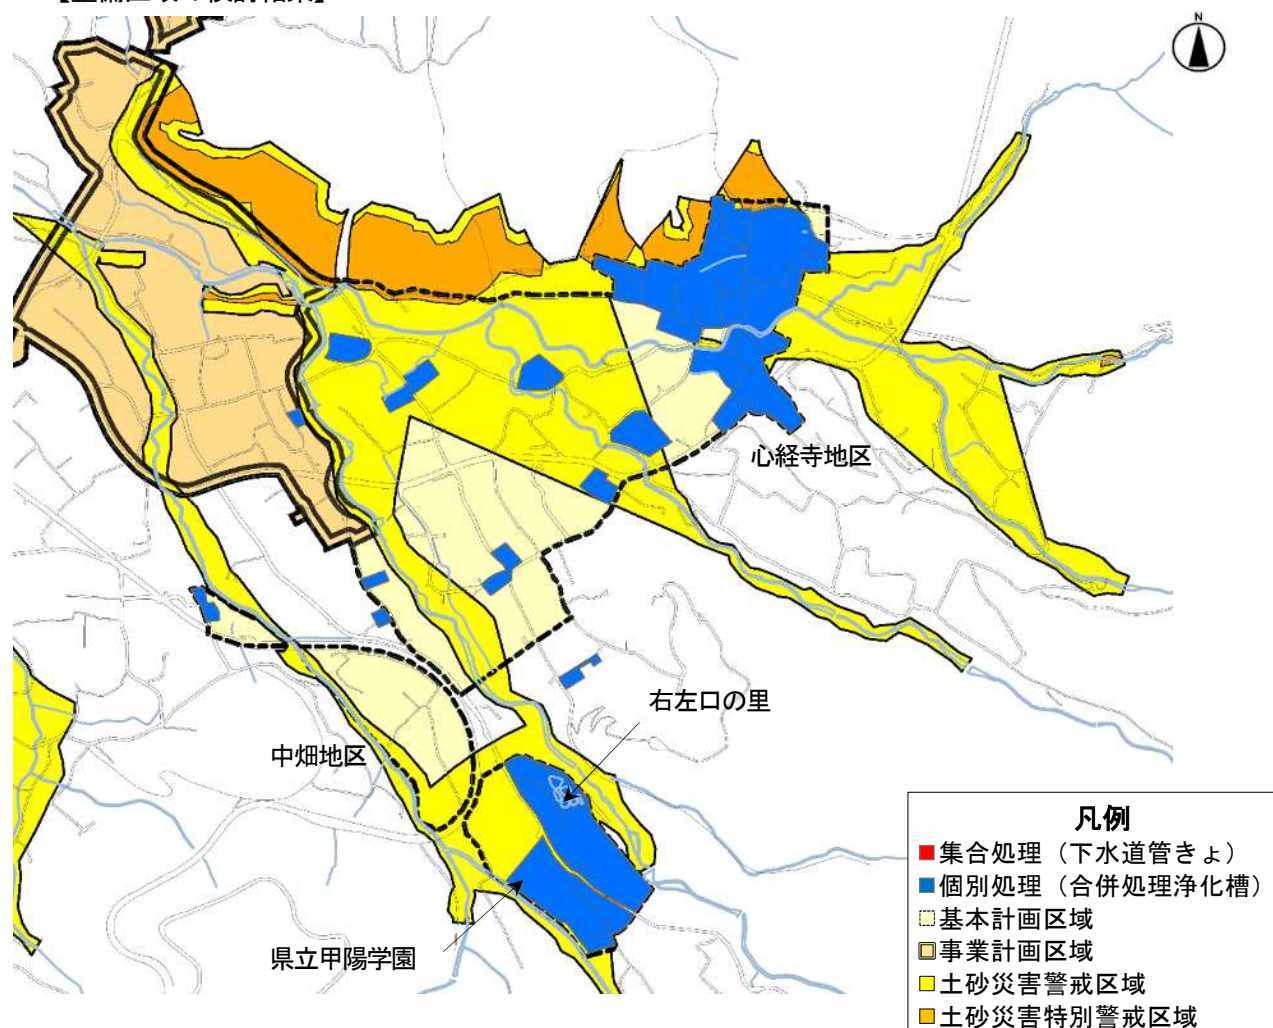 N
心経寺地区
右左口の里
中畑地区
県立甲陽学園
凡例
集合処理（下水道管きょ）
個別処理（合併処理浄化槽）
基本計画区域
事業計画区域
土砂災害警戒区域
土砂災害特別警戒区域